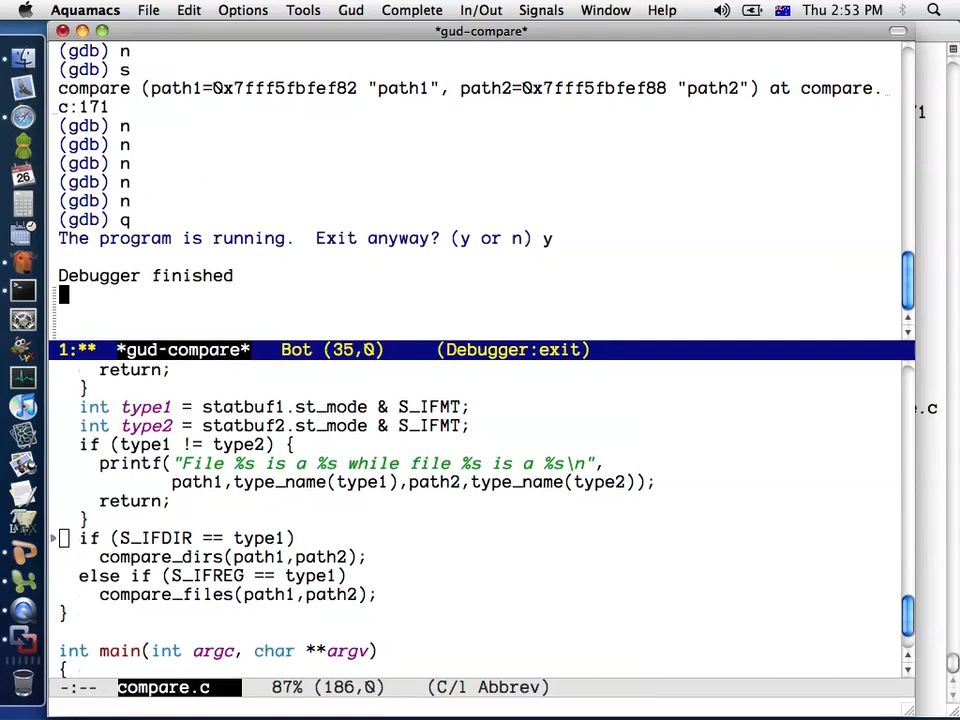 Aquamacs File Edit Options Tools Gud Complete In/Out Signals Window Help Thu 2:53 PM
*gud-compare*
(gdb) n
(gdb) s
compare (path1=0x7fff5fbfef82 "path1", path2=0x7fff5fbfef88 "path2") at compare.
c:171
(gdb) n
(gdb) n
(gdb) n
(gdb) n
(gdb) n
(gdb) q
The program is running.  Exit anyway? (y or n) y
Debugger finished
1:** *gud-compare* Bot (35,0) (Debugger:exit)
return;
}
int type1 = statbuf1.st_mode & S_IFMT;
int type2 = statbuf2.st_mode & S_IFMT;
if (type1 != type2) {
printf("File %s is a %s while file %s is a %s\n",
path1,type_name(type1),path2,type_name(type2));
return;
}
if (S_IFDIR == type1)
compare_dirs(path1,path2);
else if (S_IFREG == type1)
compare_files(path1,path2);
}
int main(int argc, char **argv)
{
-:-- compare.c 87% (186,0) (C/l Abbrev)
26